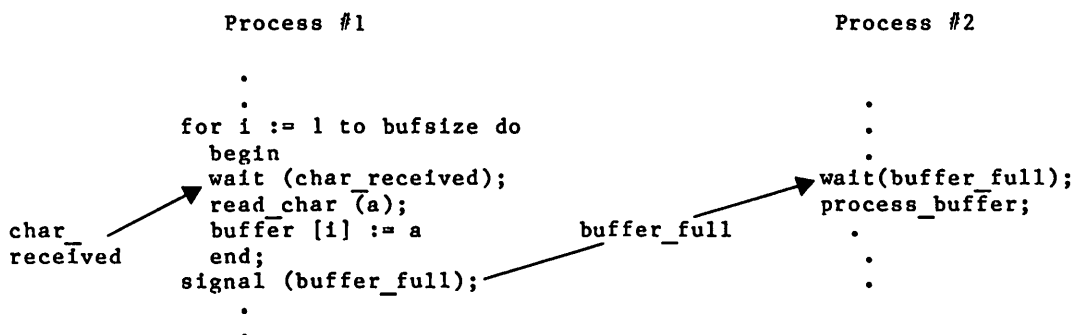 Process #1 Process #2
.
.
for i := 1 to bufsize do
begin
wait (char_received);
read_char (a);
buffer [i] := a
end;
signal (buffer_full);
.
.
char_
received
buffer_full
.
.
.
wait(buffer_full);
process_buffer;
.
.
.